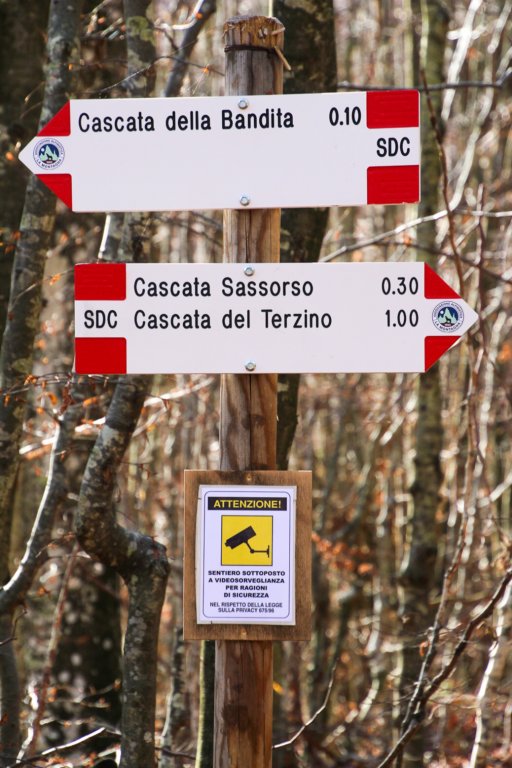 Cascata della Bandita 0.10
SDC
Cascata Sassorso 0.30
SDC Cascata del Terzino 1.00
ATTENZIONE!
SENTIERO SOTTOPOSTO
A VIDEOSORVEGLIANZA
PER RAGIONI
DI SICUREZZA
NEL RISPETTO DELLA LEGGE
SULLA PRIVACY 675/96